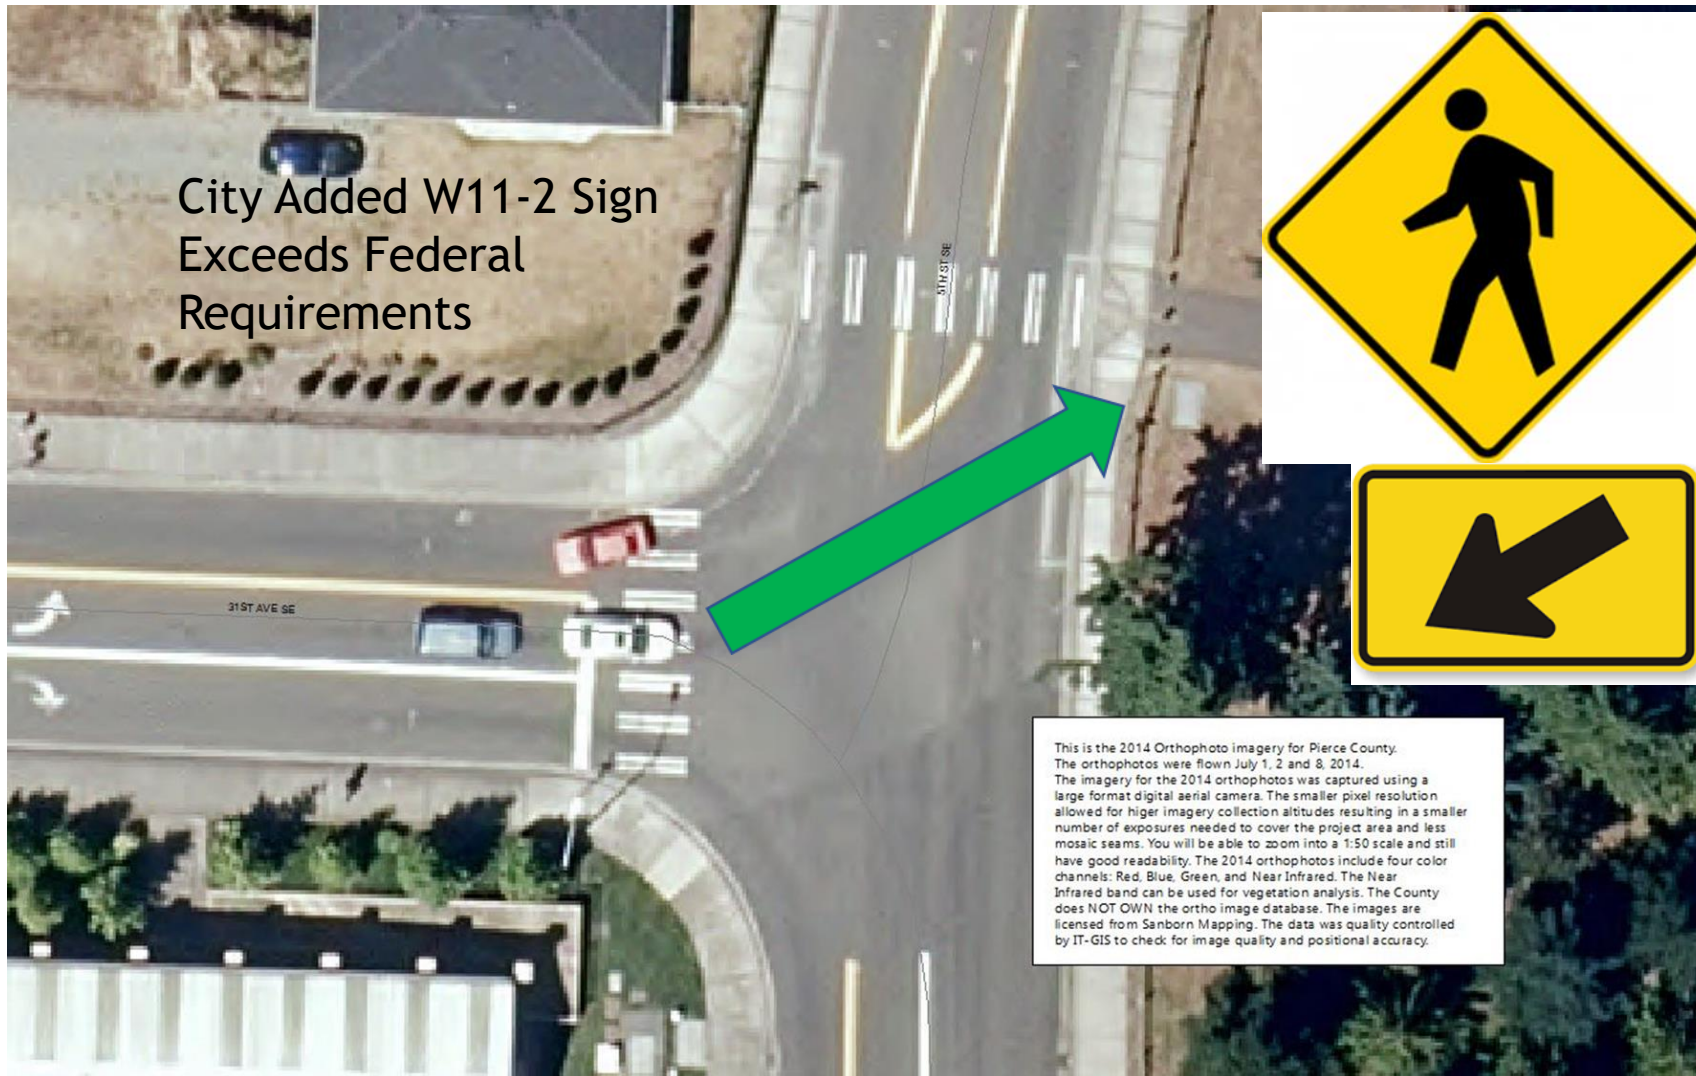 City Added W11-2 Sign
Exceeds Federal
Requirements
5TH ST SE
31ST AVE SE
This is the 2014 Orthophoto imagery for Pierce County.
The orthophotos were flown July 1, 2 and 8, 2014.
The imagery for the 2014 orthophotos was captured using a
large format digital aerial camera. The smaller pixel resolution
allowed for higer imagery collection altitudes resulting in a smaller
number of exposures needed to cover the project area and less
mosaic seams. You will be able to zoom into a 1:50 scale and still
have good readability. The 2014 orthophotos include four color
channels: Red, Blue, Green, and Near Infrared. The Near
Infrared band can be used for vegetation analysis. The County
does NOT OWN the ortho image database. The images are
licensed from Sanborn Mapping. The data was quality controlled
by IT-GIS to check for image quality and positional accuracy.